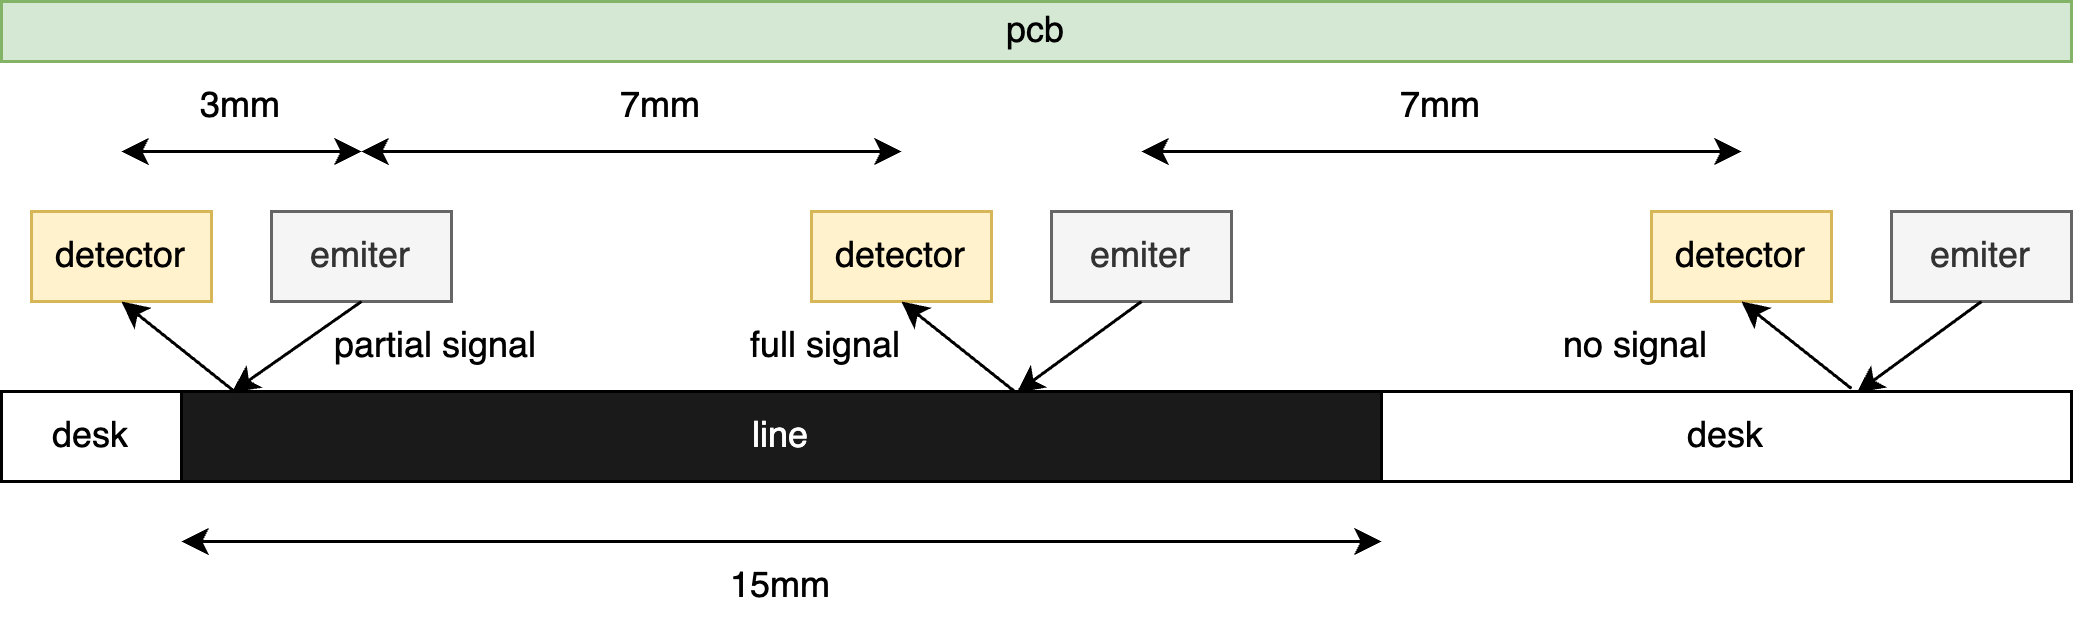 pcb
3mm
7mm
7mm
detector
emiter
detector
emiter
detector
emiter
partial signal
full signal
no signal
desk
line
desk
15mm